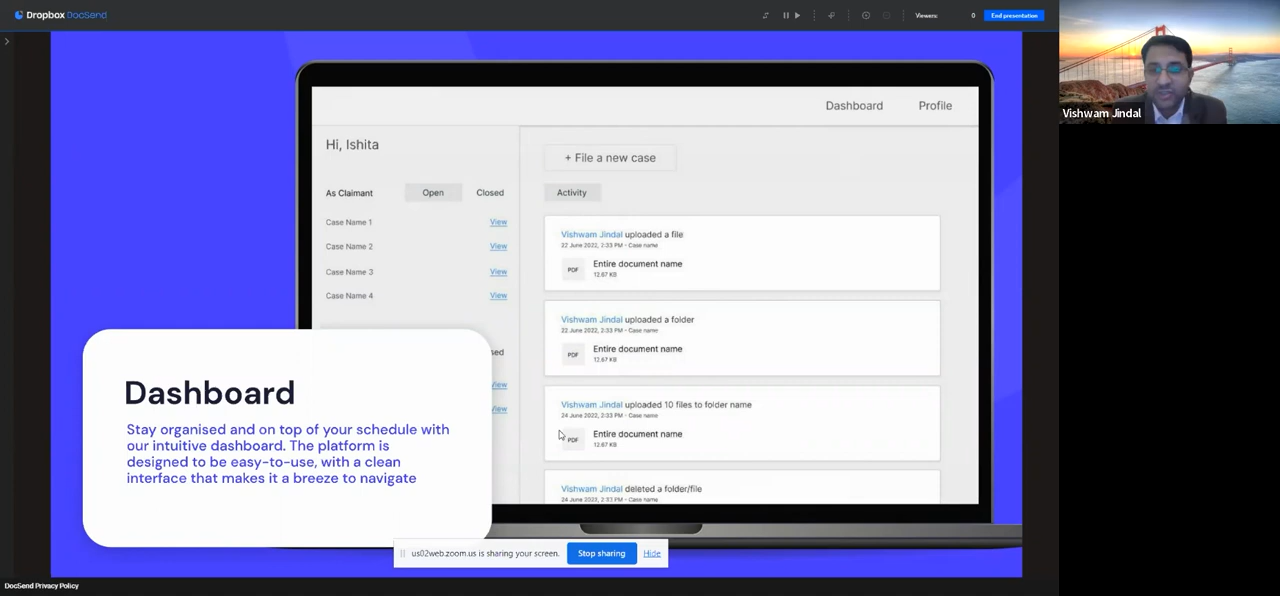 Dropbox DocSend
Viewers: 0
End presentation
Vishwam Jindal
Dashboard Profile
Hi, Ishita
+ File a new case
As Claimant Open Closed
Activity
Case Name 1 View
Case Name 2 View
Case Name 3 View
Case Name 4 View
Vishwam Jindal uploaded a file
22 June 2022, 2:33 PM - Case name
PDF
Entire document name
12.67 KB
Vishwam Jindal uploaded a folder
22 June 2022, 2:33 PM - Case name
PDF
Entire document name
12.67 KB
Vishwam Jindal uploaded 10 files to folder name
24 June 2022, 2:33 PM - Case name
PDF
Entire document name
12.67 KB
Vishwam Jindal deleted a folder/file
24 June 2022, 2:33 PM - Case name
sed
View
View
Dashboard
Stay organised and on top of your schedule with
our intuitive dashboard. The platform is
designed to be easy-to-use, with a clean
interface that makes it a breeze to navigate
us02web.zoom.us is sharing your screen.
Stop sharing
Hide
DocSend Privacy Policy